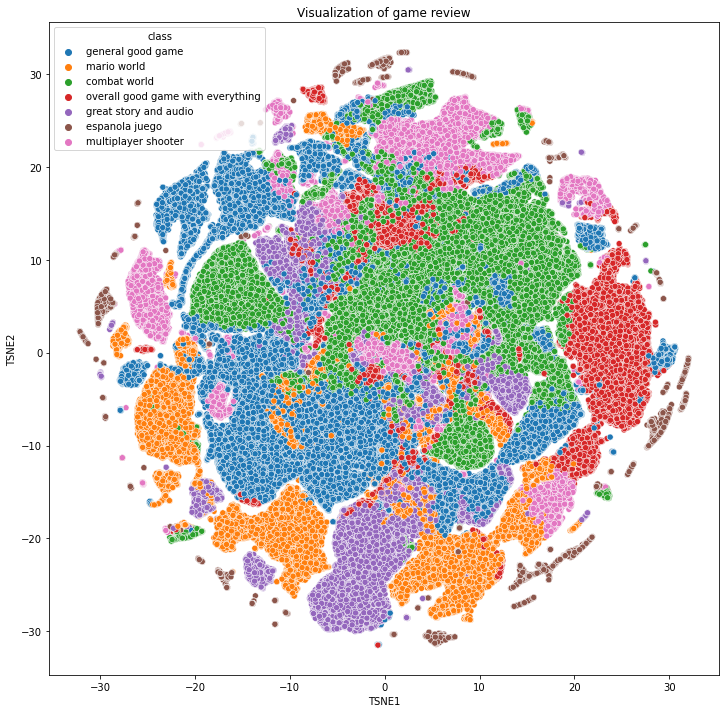 Visualization of game review
class
general good game
mario world
combat world
overall good game with everything
great story and audio
espanola juego
multiplayer shooter
TSNE2
30
20
10
0
−10
−20
−30
−30 −20 −10 0 10 20 30
TSNE1